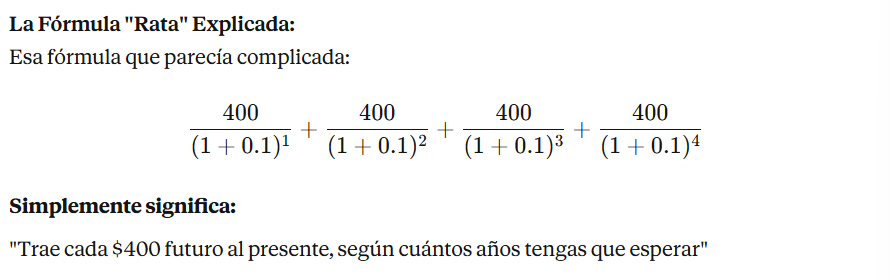 La Fórmula "Rata" Explicada:
Esa fórmula que parecía complicada:
400/(1 + 0.1)¹ + 400/(1 + 0.1)² + 400/(1 + 0.1)³ + 400/(1 + 0.1)⁴
Simplemente significa:
"Trae cada $400 futuro al presente, según cuántos años tengas que esperar"